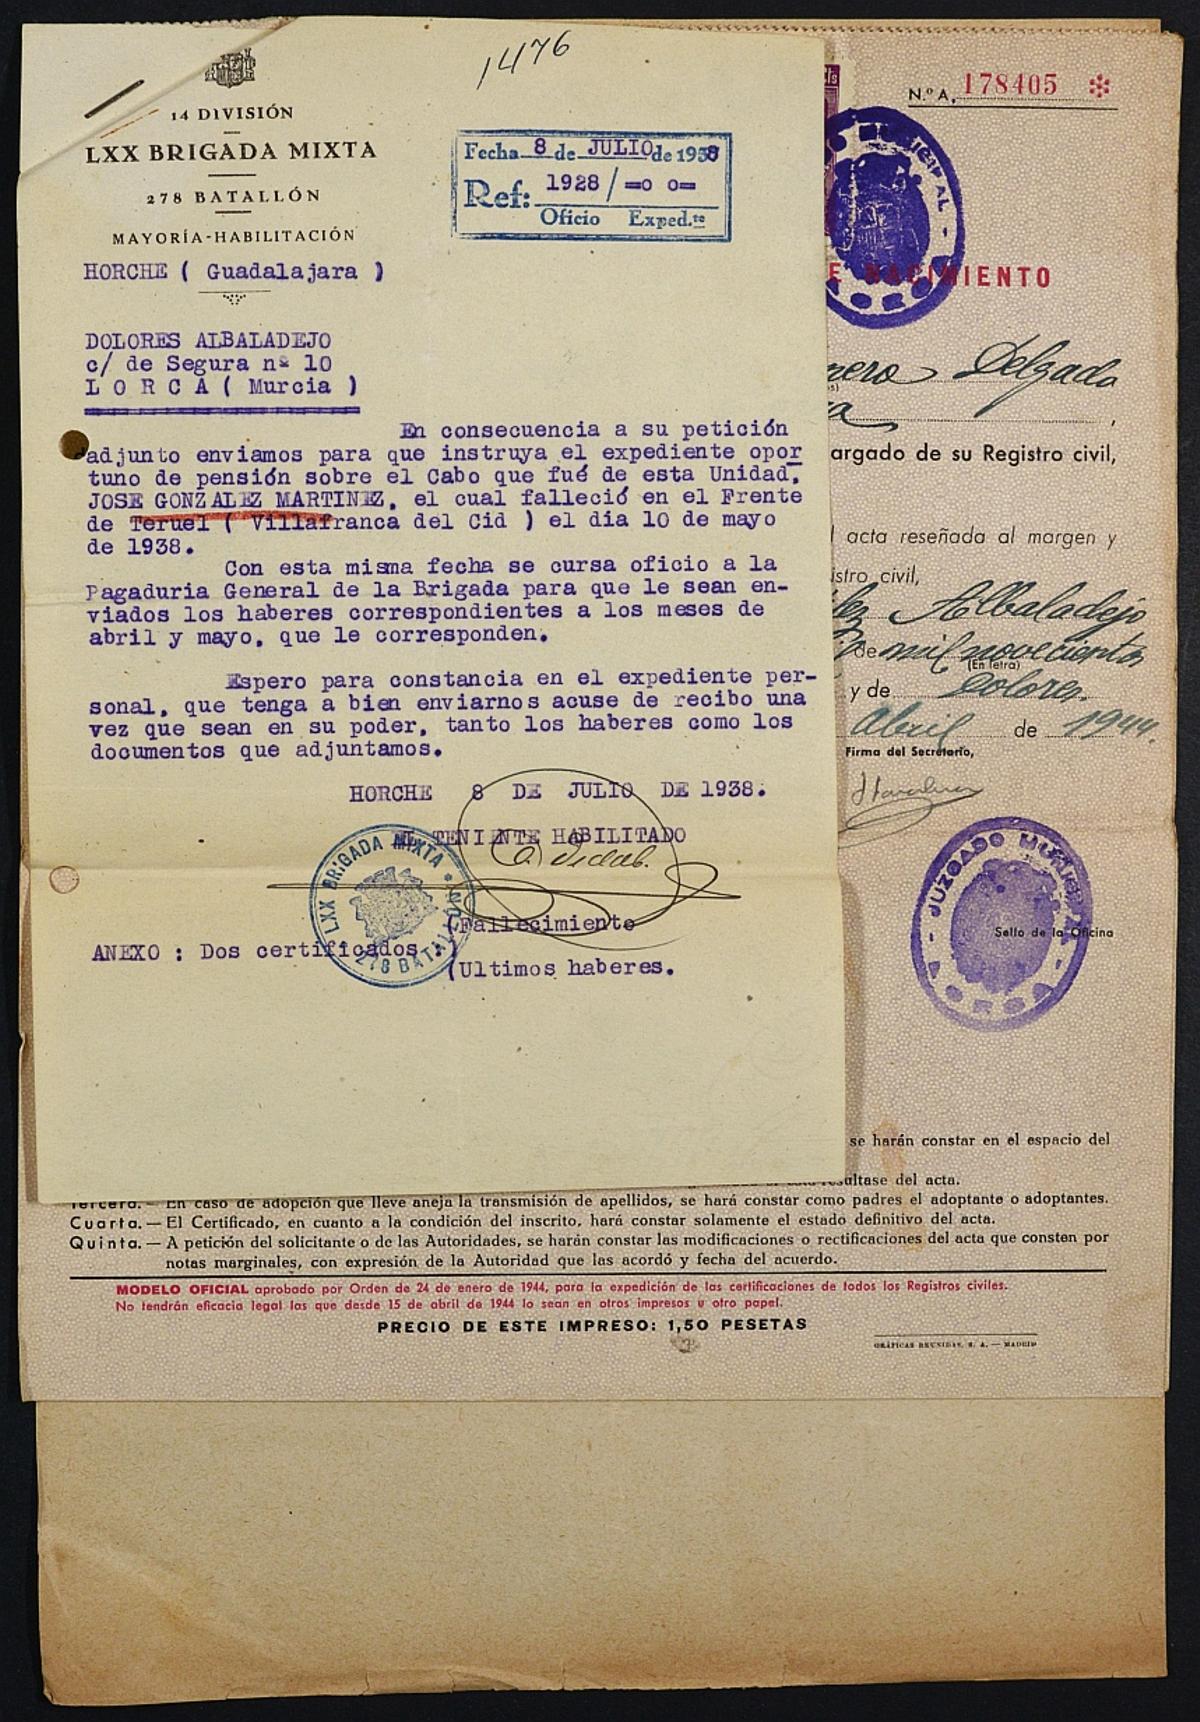 1476
14 DIVISIÓN
LXX BRIGADA MIXTA
278 BATALLÓN
MAYORÍA-HABILITACIÓN
HORCHE ( Guadalajara )
Fecha 8 de JULIO de 1938
Ref: 1928 / =o o=
Oficio Exped.te
DOLORES ALBALADEJO
c/ de Segura nº 10
L O R C A ( Murcia )
En consecuencia a su petición
adjunto enviamos para que instruya el expediente opor
tuno de pensión sobre el Cabo que fué de esta Unidad,
JOSE GONZALEZ MARTINEZ, el cual falleció en el Frente
de Teruel ( Villafranca del Cid ) el dia 10 de mayo
de 1938.
Con esta misma fecha se cursa oficio a la
Pagaduria General de la Brigada para que le sean en-
viados los haberes correspondientes a los meses de
abril y mayo, que le corresponden.
Espero para constancia en el expediente per-
sonal, que tenga a bien enviarnos acuse de recibo una
vez que sean en su poder, tanto los haberes como los
documentos que adjuntamos.
HORCHE 8 DE JULIO DE 1938.
EL TENIENTE HABILITADO
LXX BRIGADA MIXTA
278 BATALLON
(Fallecimiento
ANEXO : Dos certificados.
(Ultimos haberes.
N.º A, 178405
E NACIMIENTO
Delgado
argado de su Registro civil,
acta reseñada al margen y
istro civil,
Albaladejo
de mil novecientos
(En letra)
y de Dolores.
Abril de 1944.
Firma del Secretario,
JUZGADO MUNICIPAL
LORCA
Sello de la Oficina
se harán constar en el espacio del
resultase del acta.
Tercero. — En caso de adopción que lleve aneja la transmisión de apellidos, se hará constar como padres el adoptante o adoptantes.
Cuarta. — El Certificado, en cuanto a la condición del inscrito, hará constar solamente el estado definitivo del acta.
Quinta. — A petición del solicitante o de las Autoridades, se harán constar las modificaciones o rectificaciones del acta que consten por
notas marginales, con expresión de la Autoridad que las acordó y fecha del acuerdo.
MODELO OFICIAL aprobado por Orden de 24 de enero de 1944, para la expedición de las certificaciones de todos los Registros civiles.
No tendrán eficacia legal las que desde 15 de abril de 1944 lo sean en otros impresos u otro papel.
PRECIO DE ESTE IMPRESO: 1,50 PESETAS
GRÁFICAS REUNIDAS, S. A. — MADRID